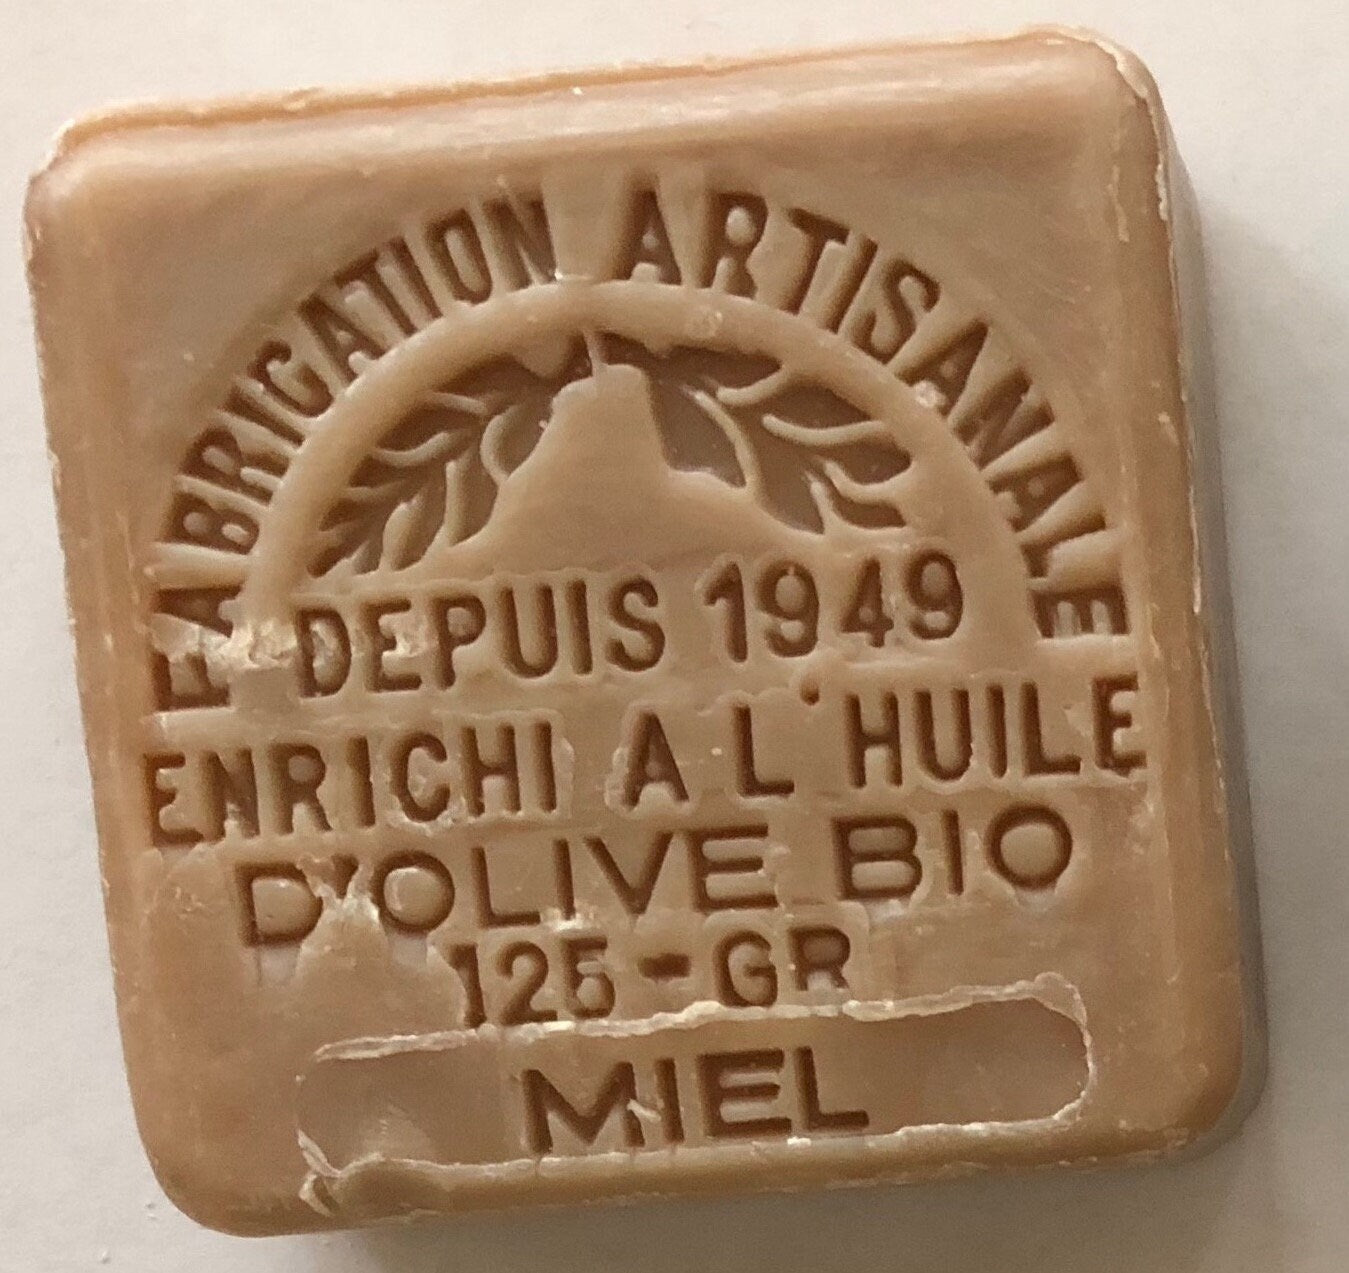 FABRICATION ARTISANALE
DEPUIS 1949
ENRICHI A L'HUILE
D'OLIVE BIO
125-GR
MIEL